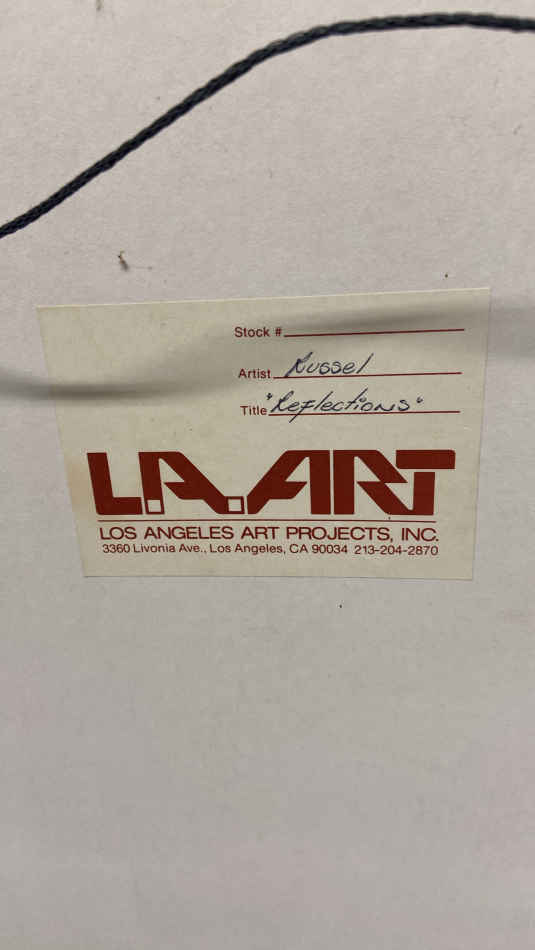 Stock #
Artist Russel
Title "Reflections"
L.A.ART
LOS ANGELES ART PROJECTS, INC.
3360 Livonia Ave., Los Angeles, CA 90034 213-204-2870